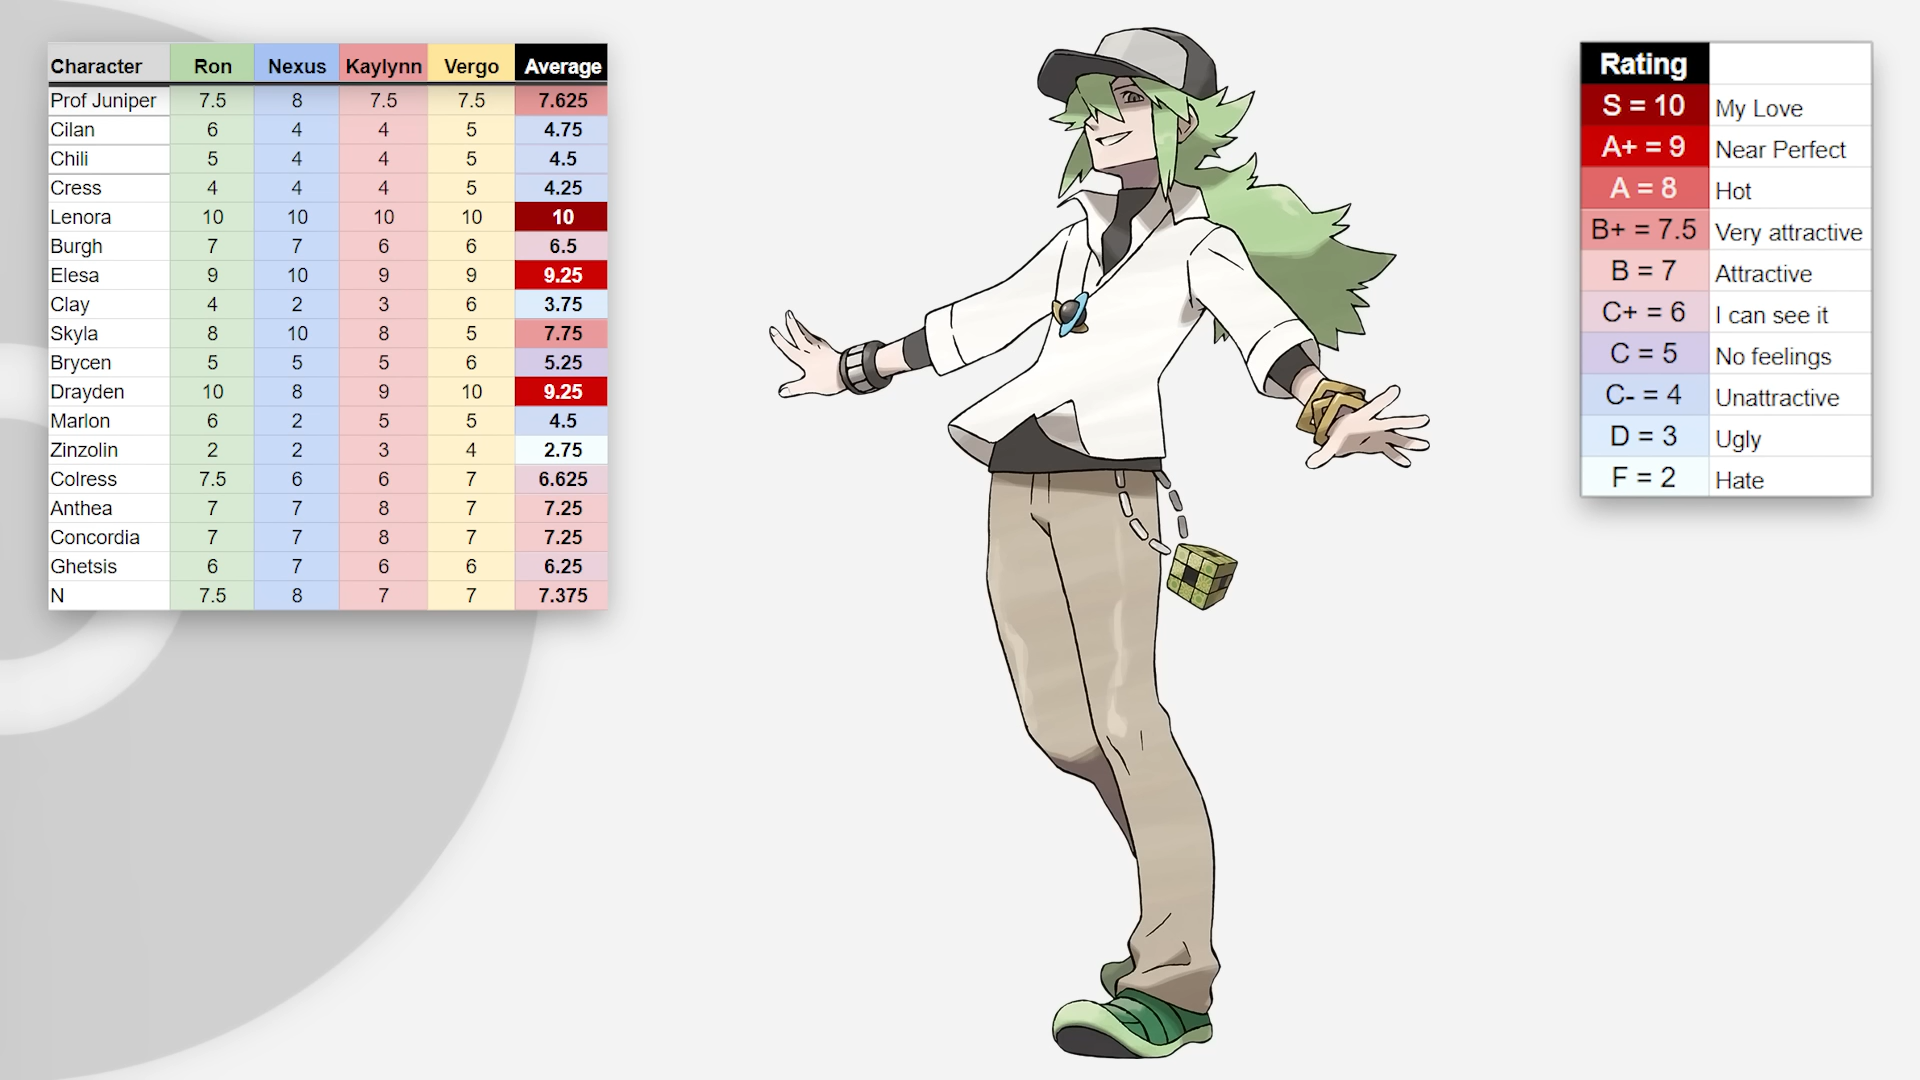 Character Ron Nexus Kaylynn Vergo Average
Prof Juniper 7.5 8 7.5 7.5 7.625
Cilan 6 4 4 5 4.75
Chili 5 4 4 5 4.5
Cress 4 4 4 5 4.25
Lenora 10 10 10 10 10
Burgh 7 7 6 6 6.5
Elesa 9 10 9 9 9.25
Clay 4 2 3 6 3.75
Skyla 8 10 8 5 7.75
Brycen 5 5 5 6 5.25
Drayden 10 8 9 10 9.25
Marlon 6 2 5 5 4.5
Zinzolin 2 2 3 4 2.75
Colress 7.5 6 6 7 6.625
Anthea 7 7 8 7 7.25
Concordia 7 7 8 7 7.25
Ghetsis 6 7 6 6 6.25
N 7.5 8 7 7 7.375
Rating
S = 10 My Love
A+ = 9 Near Perfect
A = 8 Hot
B+ = 7.5 Very attractive
B = 7 Attractive
C+ = 6 I can see it
C = 5 No feelings
C- = 4 Unattractive
D = 3 Ugly
F = 2 Hate